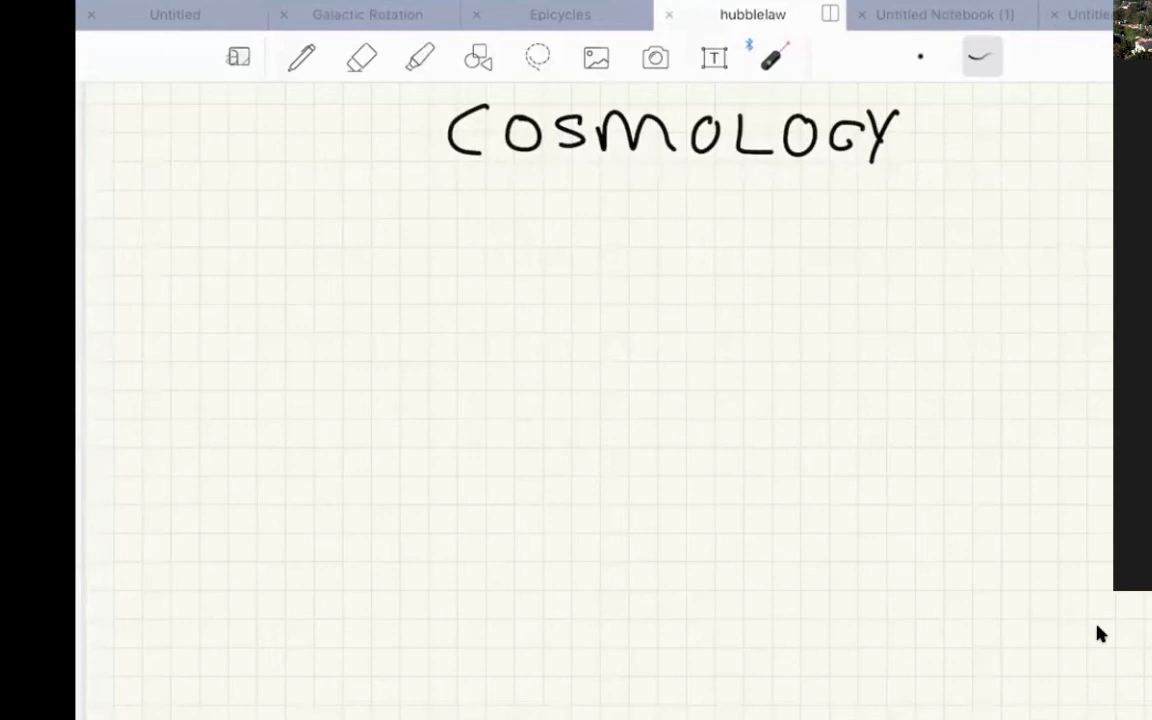 Untitled
Galactic Rotation
Epicycles
hubblelaw
Untitled Notebook (1)
COSMOLOGY